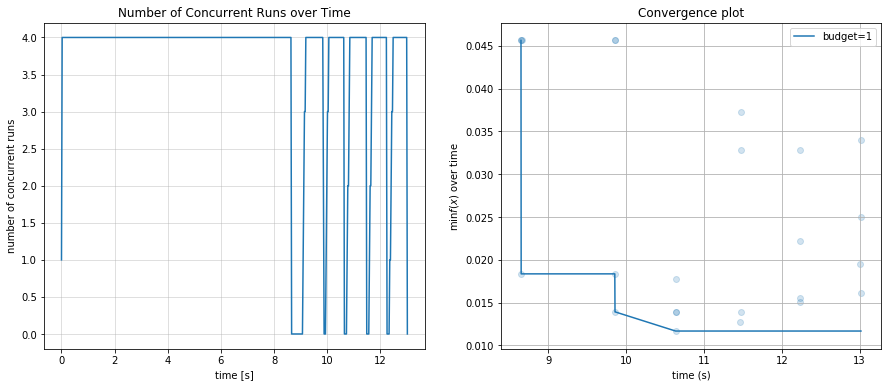 Number of Concurrent Runs over Time
number of concurrent runs
4.0
3.5
3.0
2.5
2.0
1.5
1.0
0.5
0.0
0 2 4 6 8 10 12
time [s]
Convergence plot
budget=1
minf(x) over time
0.045
0.040
0.035
0.030
0.025
0.020
0.015
0.010
9 10 11 12 13
time (s)